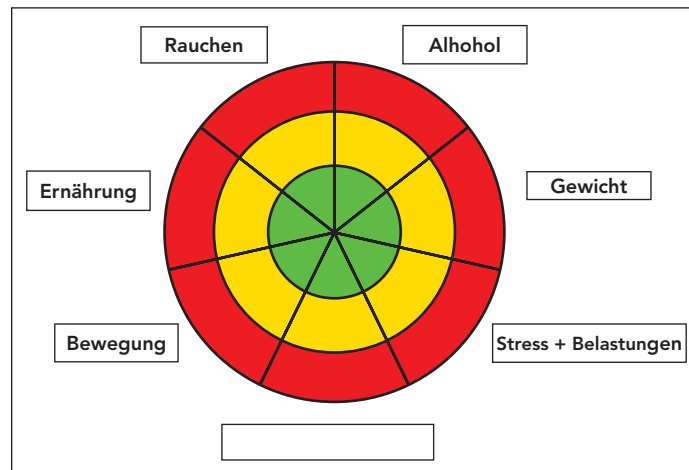 Rauchen
Alhohol
Ernährung
Gewicht
Bewegung
Stress + Belastungen